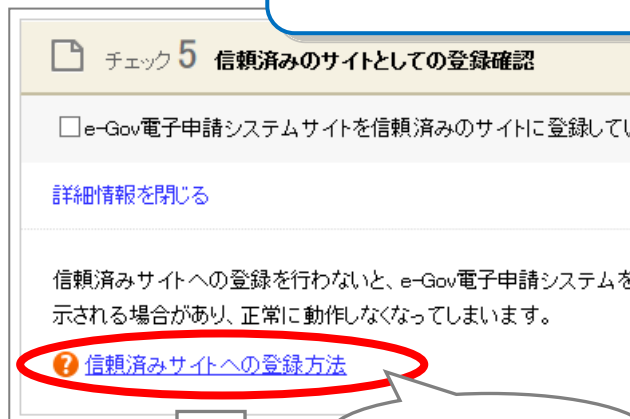 チェック5 信頼済みのサイトとしての登録確認
□e-Gov電子申請システムサイトを信頼済みのサイトに登録してい
詳細情報を閉じる
信頼済みサイトへの登録を行わないと、e-Gov電子申請システムを
示される場合があり、正常に動作しなくなってしまいます。
? 信頼済みサイトへの登録方法